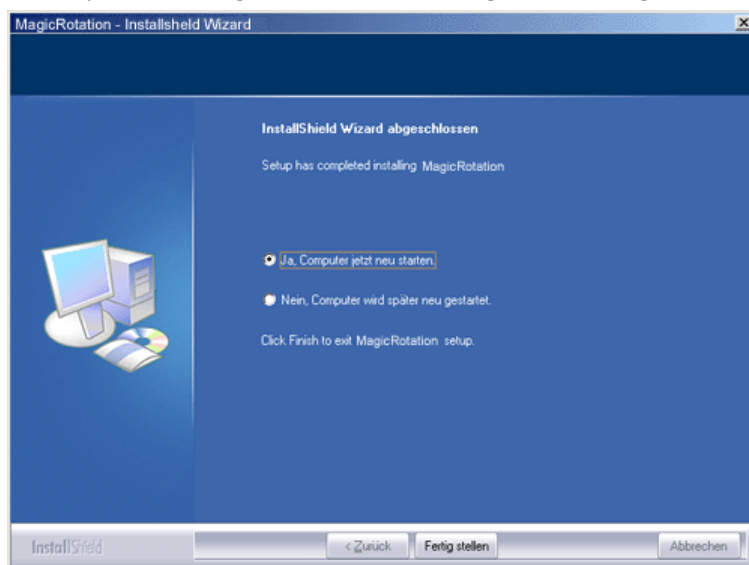 MagicRotation - Installsheld Wizard
InstallShield Wizard abgeschlossen
Setup has completed installing MagicRotation
Ja, Computer jetzt neu starten.
Nein, Computer wird später neu gestartet.
Click Finish to exit MagicRotation setup.
InstallShield
< Zurück
Fertig stellen
Abbrechen